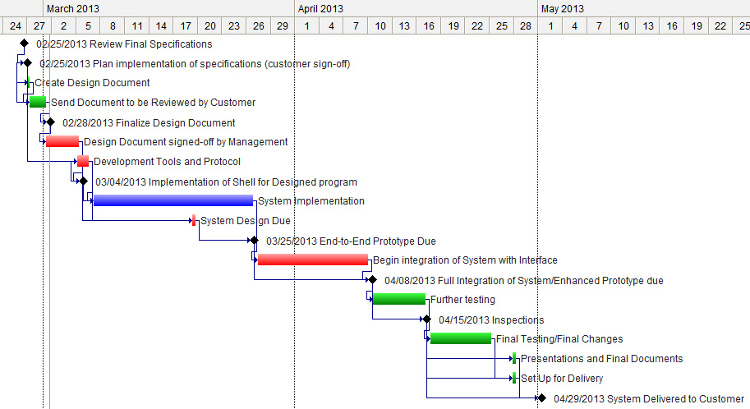 March 2013 April 2013 May 2013
24 27 2 5 8 11 14 17 20 23 26 29 1 4 7 10 13 16 19 22 25 28 1 4 7 10 13 16 19 22 25
02/25/2013 Review Final Specifications
02/25/2013 Plan implementation of specifications (customer sign-off)
Create Design Document
Send Document to be Reviewed by Customer
02/28/2013 Finalize Design Document
Design Document signed-off by Management
Development Tools and Protocol
03/04/2013 Implementation of Shell for Designed program
System Implementation
System Design Due
03/25/2013 End-to-End Prototype Due
Begin integration of System with Interface
04/08/2013 Full Integration of System/Enhanced Prototype due
Further testing
04/15/2013 Inspections
Final Testing/Final Changes
Presentations and Final Documents
Set Up for Delivery
04/29/2013 System Delivered to Customer